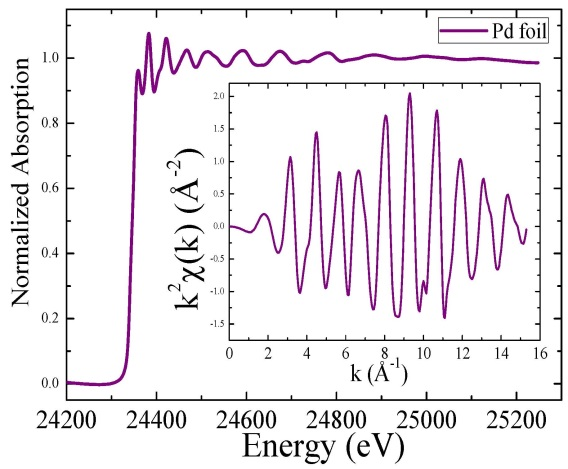 Pd foil
Normalized Absorption
1.0
0.8
0.6
0.4
0.2
0.0
24200 24400 24600 24800 25000 25200
Energy (eV)
k²χ(k) (Å⁻²)
2.0
1.5
1.0
0.5
0.0
-0.5
-1.0
-1.5
0 2 4 6 8 10 12 14 16
k (Å⁻¹)